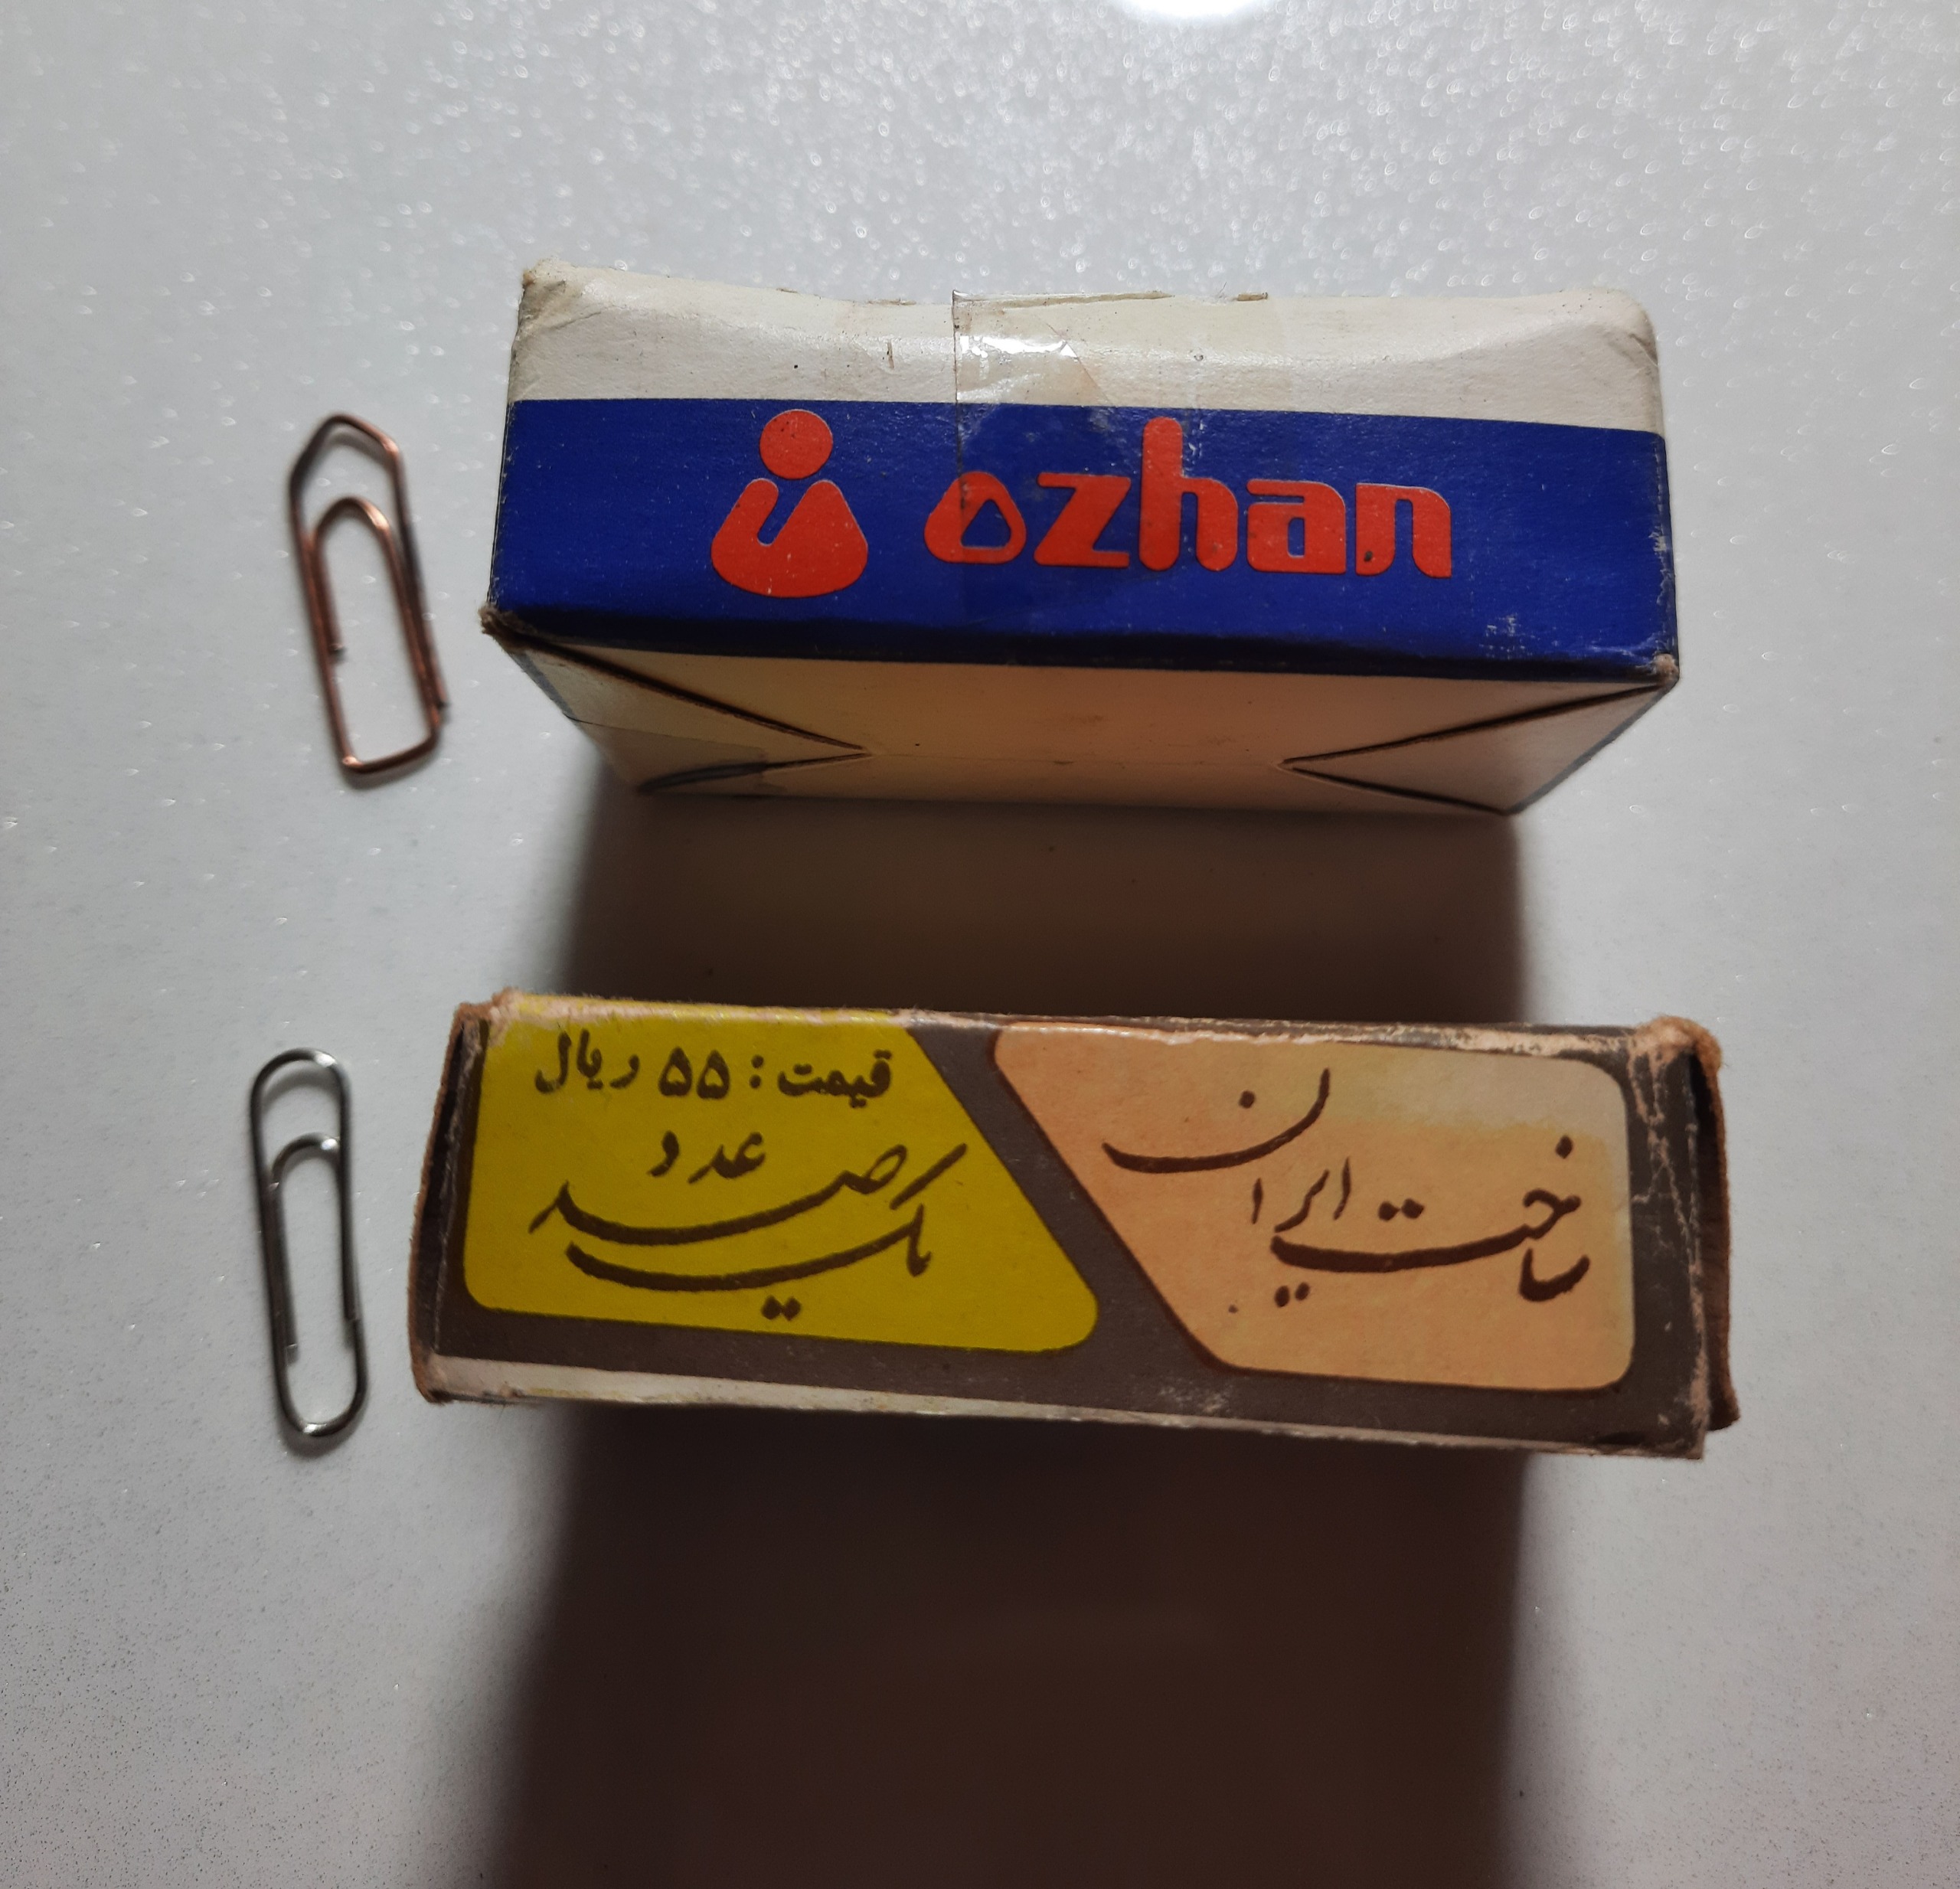 ozhan
قیمت: ۵۵ ریال
یکصد عدد
ساخت ایران